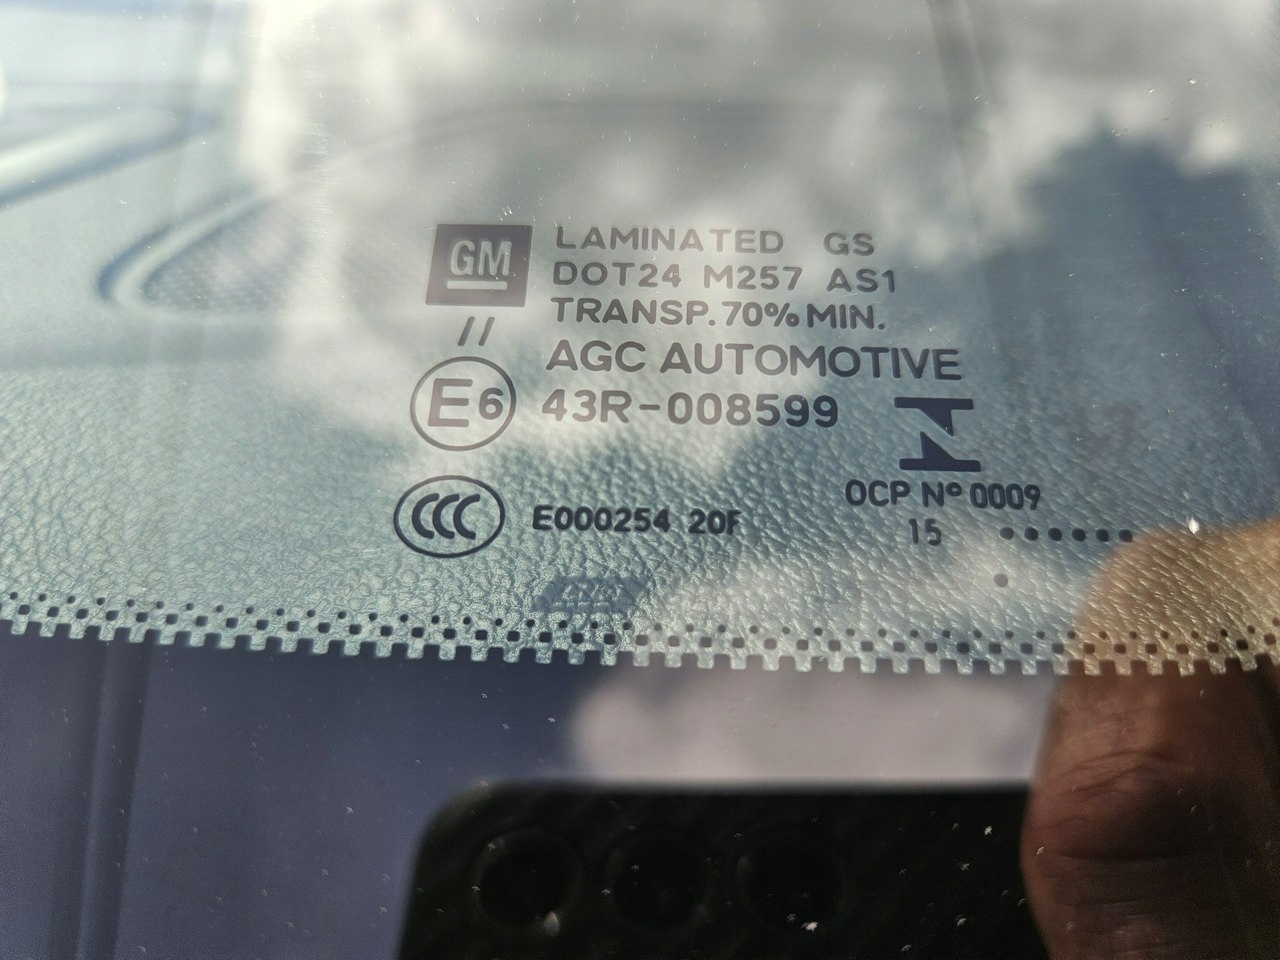 GM
LAMINATED GS
DOT24 M257 AS1
TRANSP. 70% MIN.
//
AGC AUTOMOTIVE
E6 43R-008599
CCC E000254 20F
OCP Nº 0009
15 ......
.